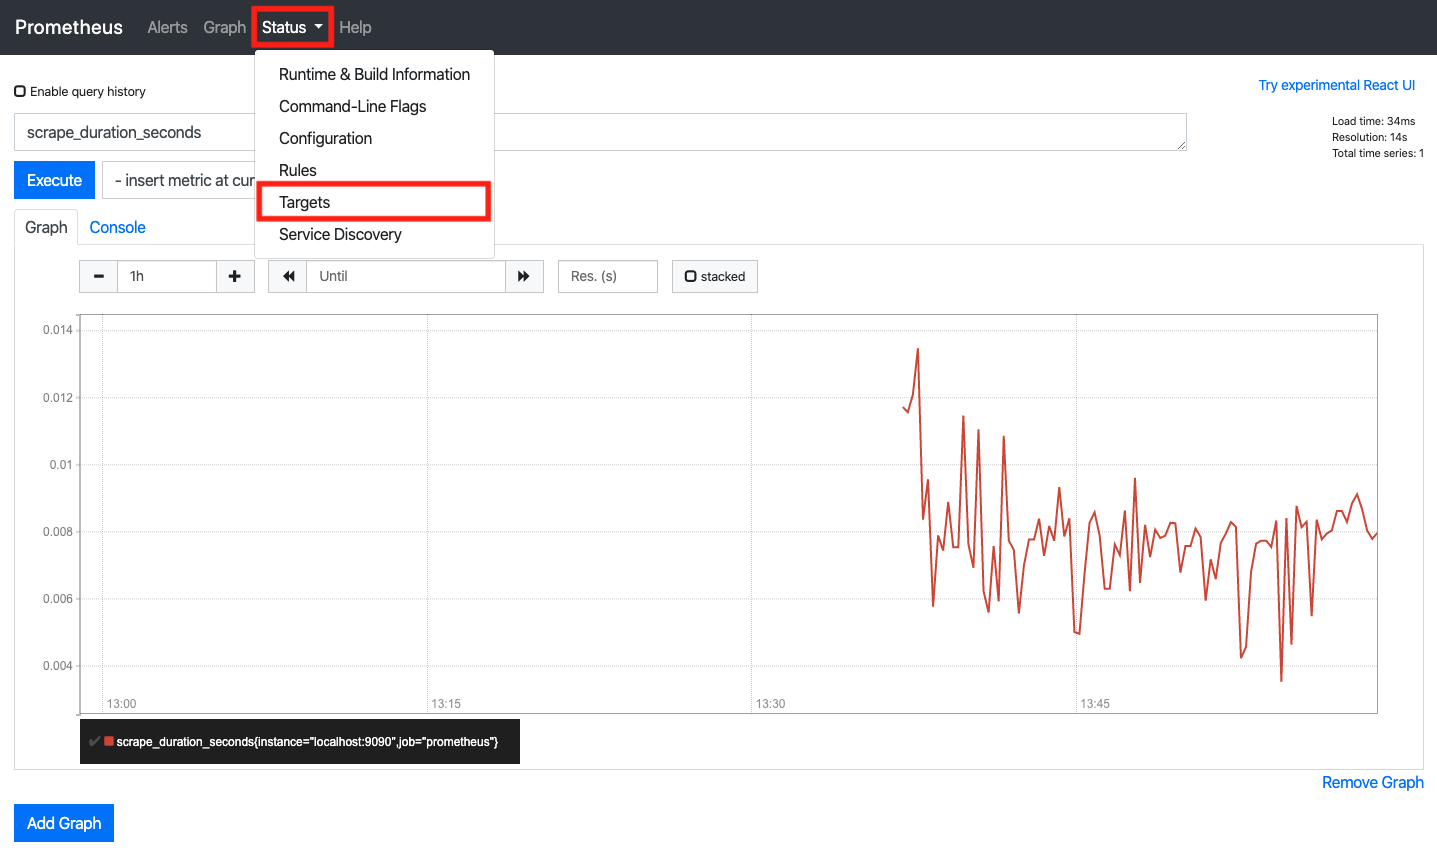 Prometheus Alerts Graph Status Help
Runtime & Build Information
Command-Line Flags
Configuration
Rules
Targets
Service Discovery
Enable query history
Try experimental React UI
scrape_duration_seconds
Load time: 34ms
Resolution: 14s
Total time series: 1
Execute
- insert metric at cur
Graph Console
1h
Until
Res. (s)
stacked
0.014
0.012
0.01
0.008
0.006
0.004
13:00 13:15 13:30 13:45
scrape_duration_seconds{instance="localhost:9090",job="prometheus"}
Remove Graph
Add Graph